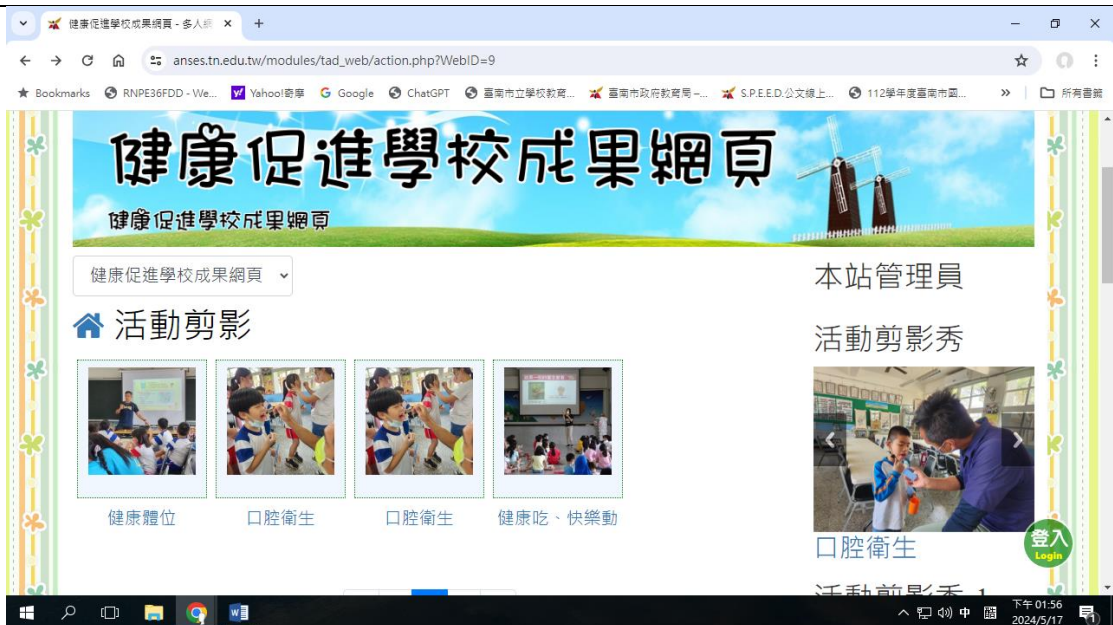 健康促進學校成果網頁 - 多人網
anses.tn.edu.tw/modules/tad_web/action.php?WebID=9
Bookmarks RNPE36FDD - We... Yahoo!奇摩 Google ChatGPT 臺南市立學校教育... 臺南市政府教育局 –... S.P.E.E.D.公文線上... 112學年度臺南市國... » 所有書籤
健康促進學校成果網頁
健康促進學校成果網頁
健康促進學校成果網頁
活動剪影
健康體位
口腔衛生
口腔衛生
健康吃、快樂動
本站管理員
活動剪影秀
口腔衛生
登入
Login
活動剪影秀 1
中
下午 01:56
2024/5/17